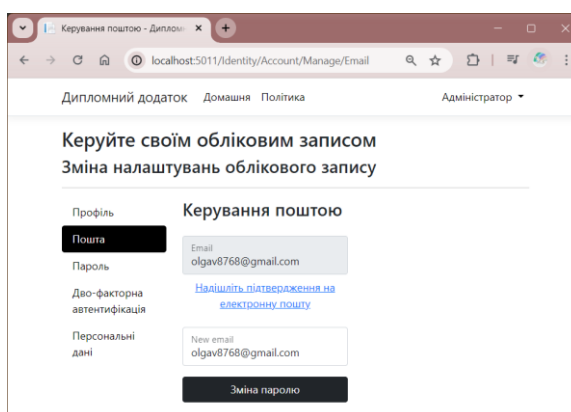 Керування поштою - Дипломн
localhost:5011/Identity/Account/Manage/Email
Дипломний додаток Домашня Політика Адміністратор
Керуйте своїм обліковим записом
Зміна налаштувань облікового запису
Профіль
Пошта
Пароль
Дво-факторна
автентифікація
Персональні
дані
Керування поштою
Email
olgav8768@gmail.com
Надішліть підтвердження на
електронну пошту
New email
olgav8768@gmail.com
Зміна паролю